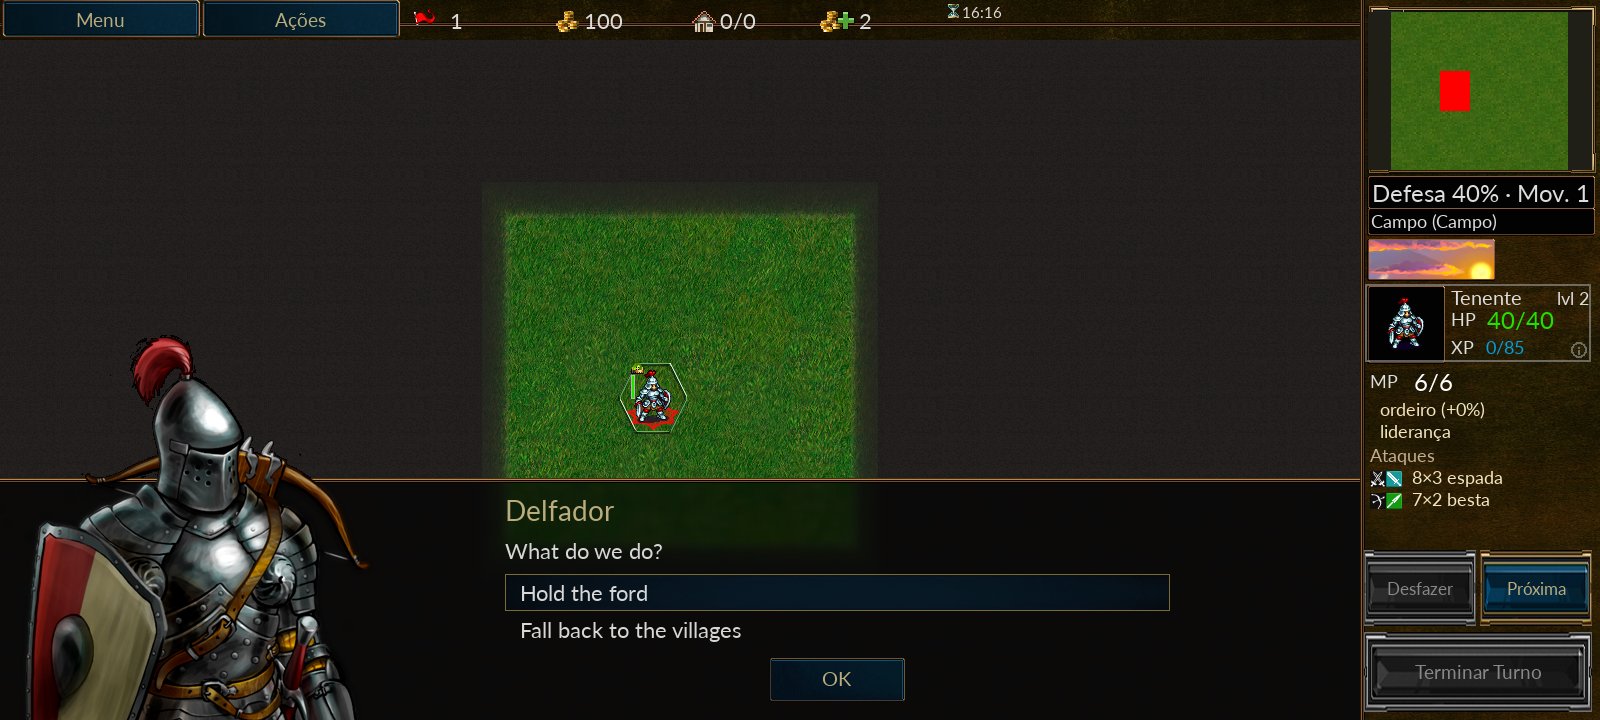 Menu
Ações
1
100
0/0
2
16:16
Defesa 40% · Mov. 1
Campo (Campo)
Tenente lvl 2
HP 40/40
XP 0/85
MP 6/6
ordeiro (+0%)
liderança
Ataques
8×3 espada
7×2 besta
Desfazer
Próxima
Terminar Turno
Delfador
What do we do?
Hold the ford
Fall back to the villages
OK